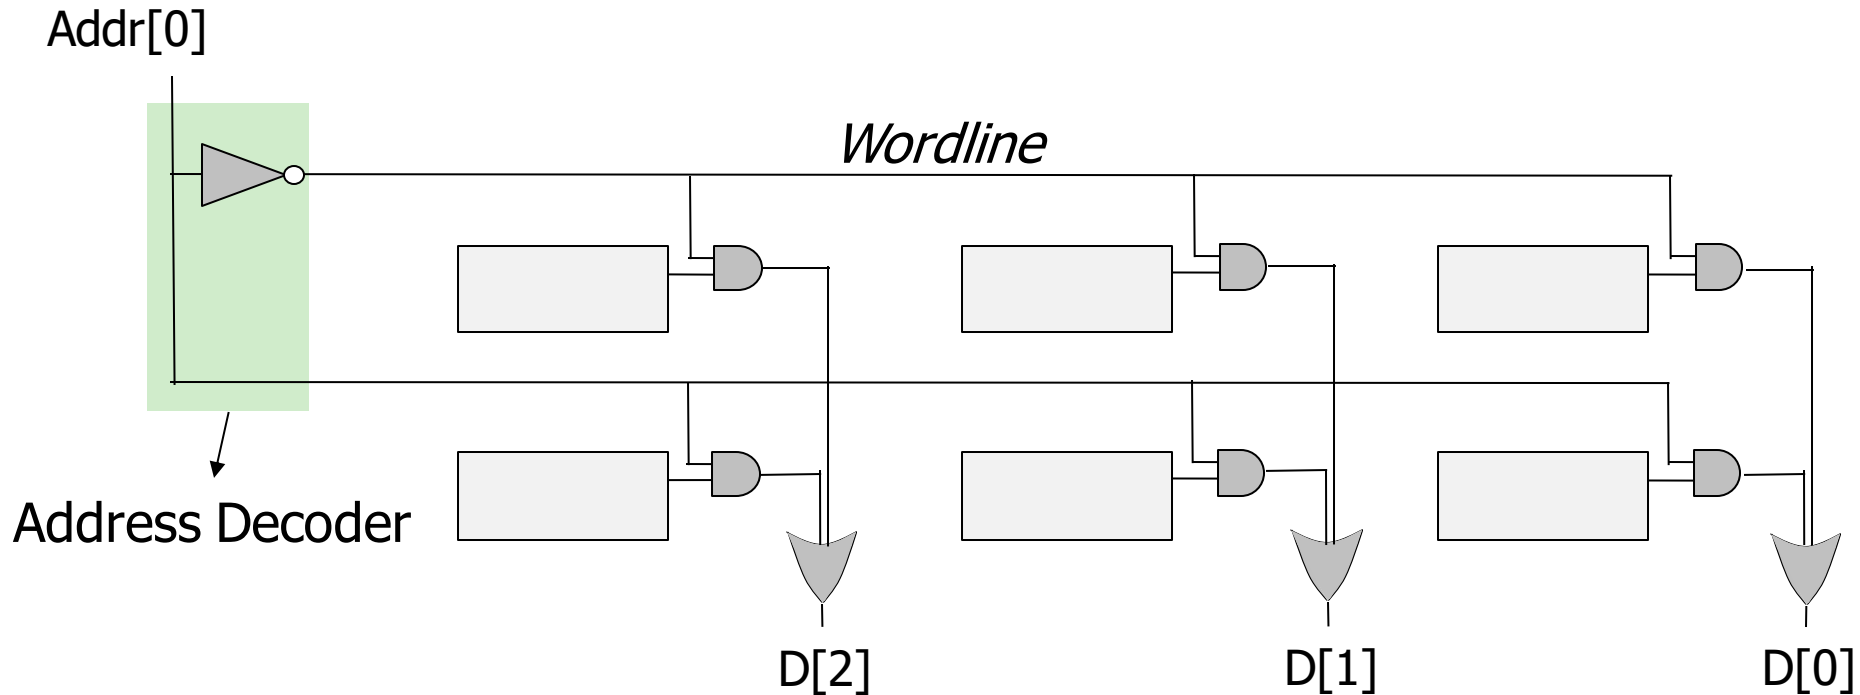 Addr[0]
Wordline
Address Decoder
D[2]
D[1]
D[0]